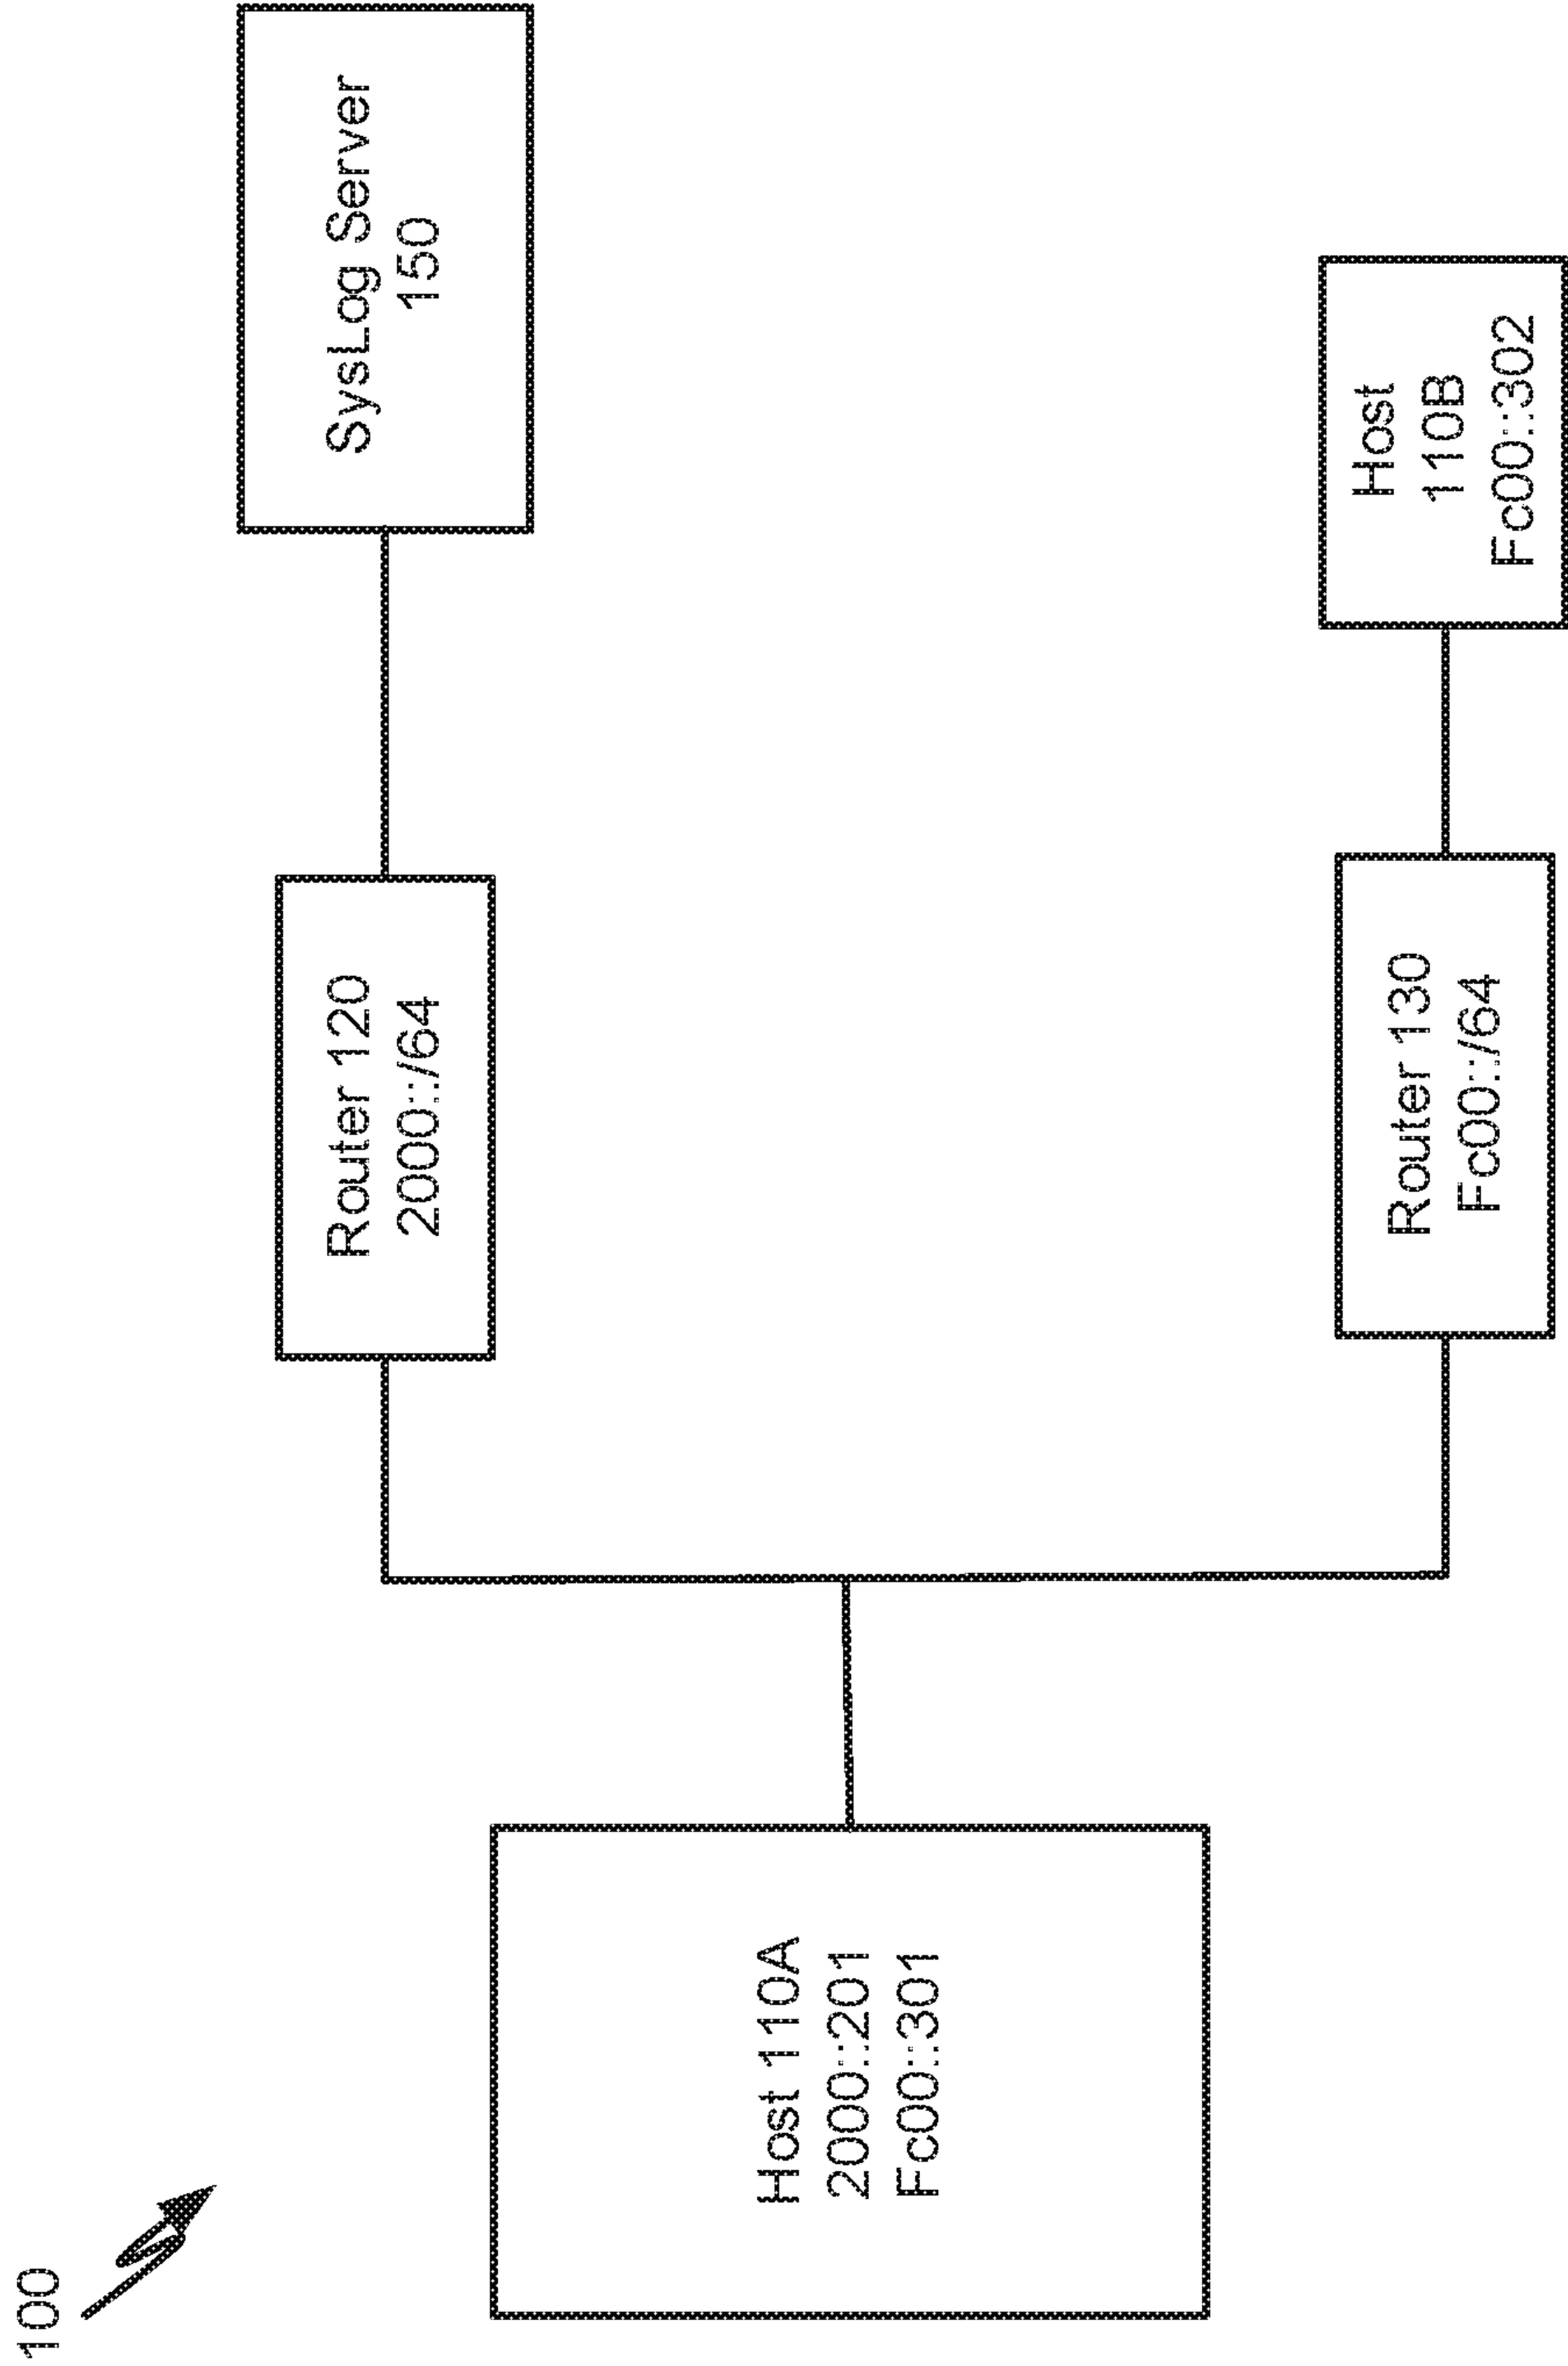 100
Host 110A
2000::201
Fc00::301
Router 120
2000::/64
SysLog Server
150
Router 130
Fc00::/64
Host
110B
Fc00::302